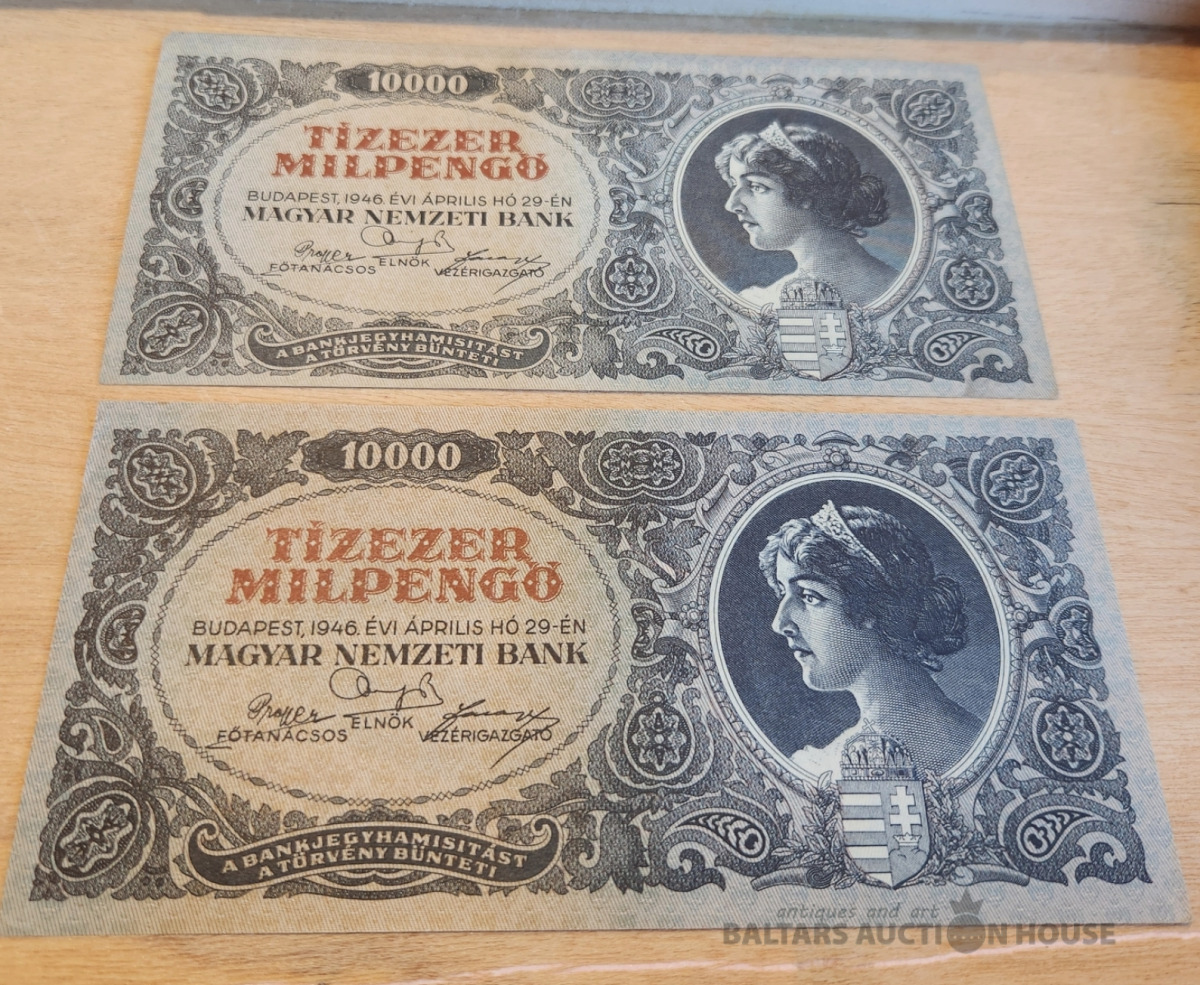 10000
TÍZEZER
MILPENGŐ
BUDAPEST, 1946. ÉVI ÁPRILIS HÓ 29-ÉN
MAGYAR NEMZETI BANK
FŐTANÁCSOS ELNÖK VEZÉRIGAZGATÓ
A BANKJEGYHAMISITÁST
A TÖRVÉNY BÜNTETI
10000
TÍZEZER
MILPENGŐ
BUDAPEST, 1946. ÉVI ÁPRILIS HÓ 29-ÉN
MAGYAR NEMZETI BANK
FŐTANÁCSOS ELNÖK VEZÉRIGAZGATÓ
A BANKJEGYHAMISITÁST
A TÖRVÉNY BÜNTETI
antiques and art
BALTARS AUCTION HOUSE